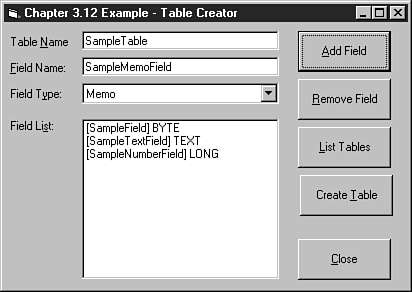 Chapter 3.12 Example - Table Creator
Table Name SampleTable
Field Name: SampleMemoField
Field Type: Memo
Field List:
[SampleField] BYTE
[SampleTextField] TEXT
[SampleNumberField] LONG
Add Field
Remove Field
List Tables
Create Table
Close